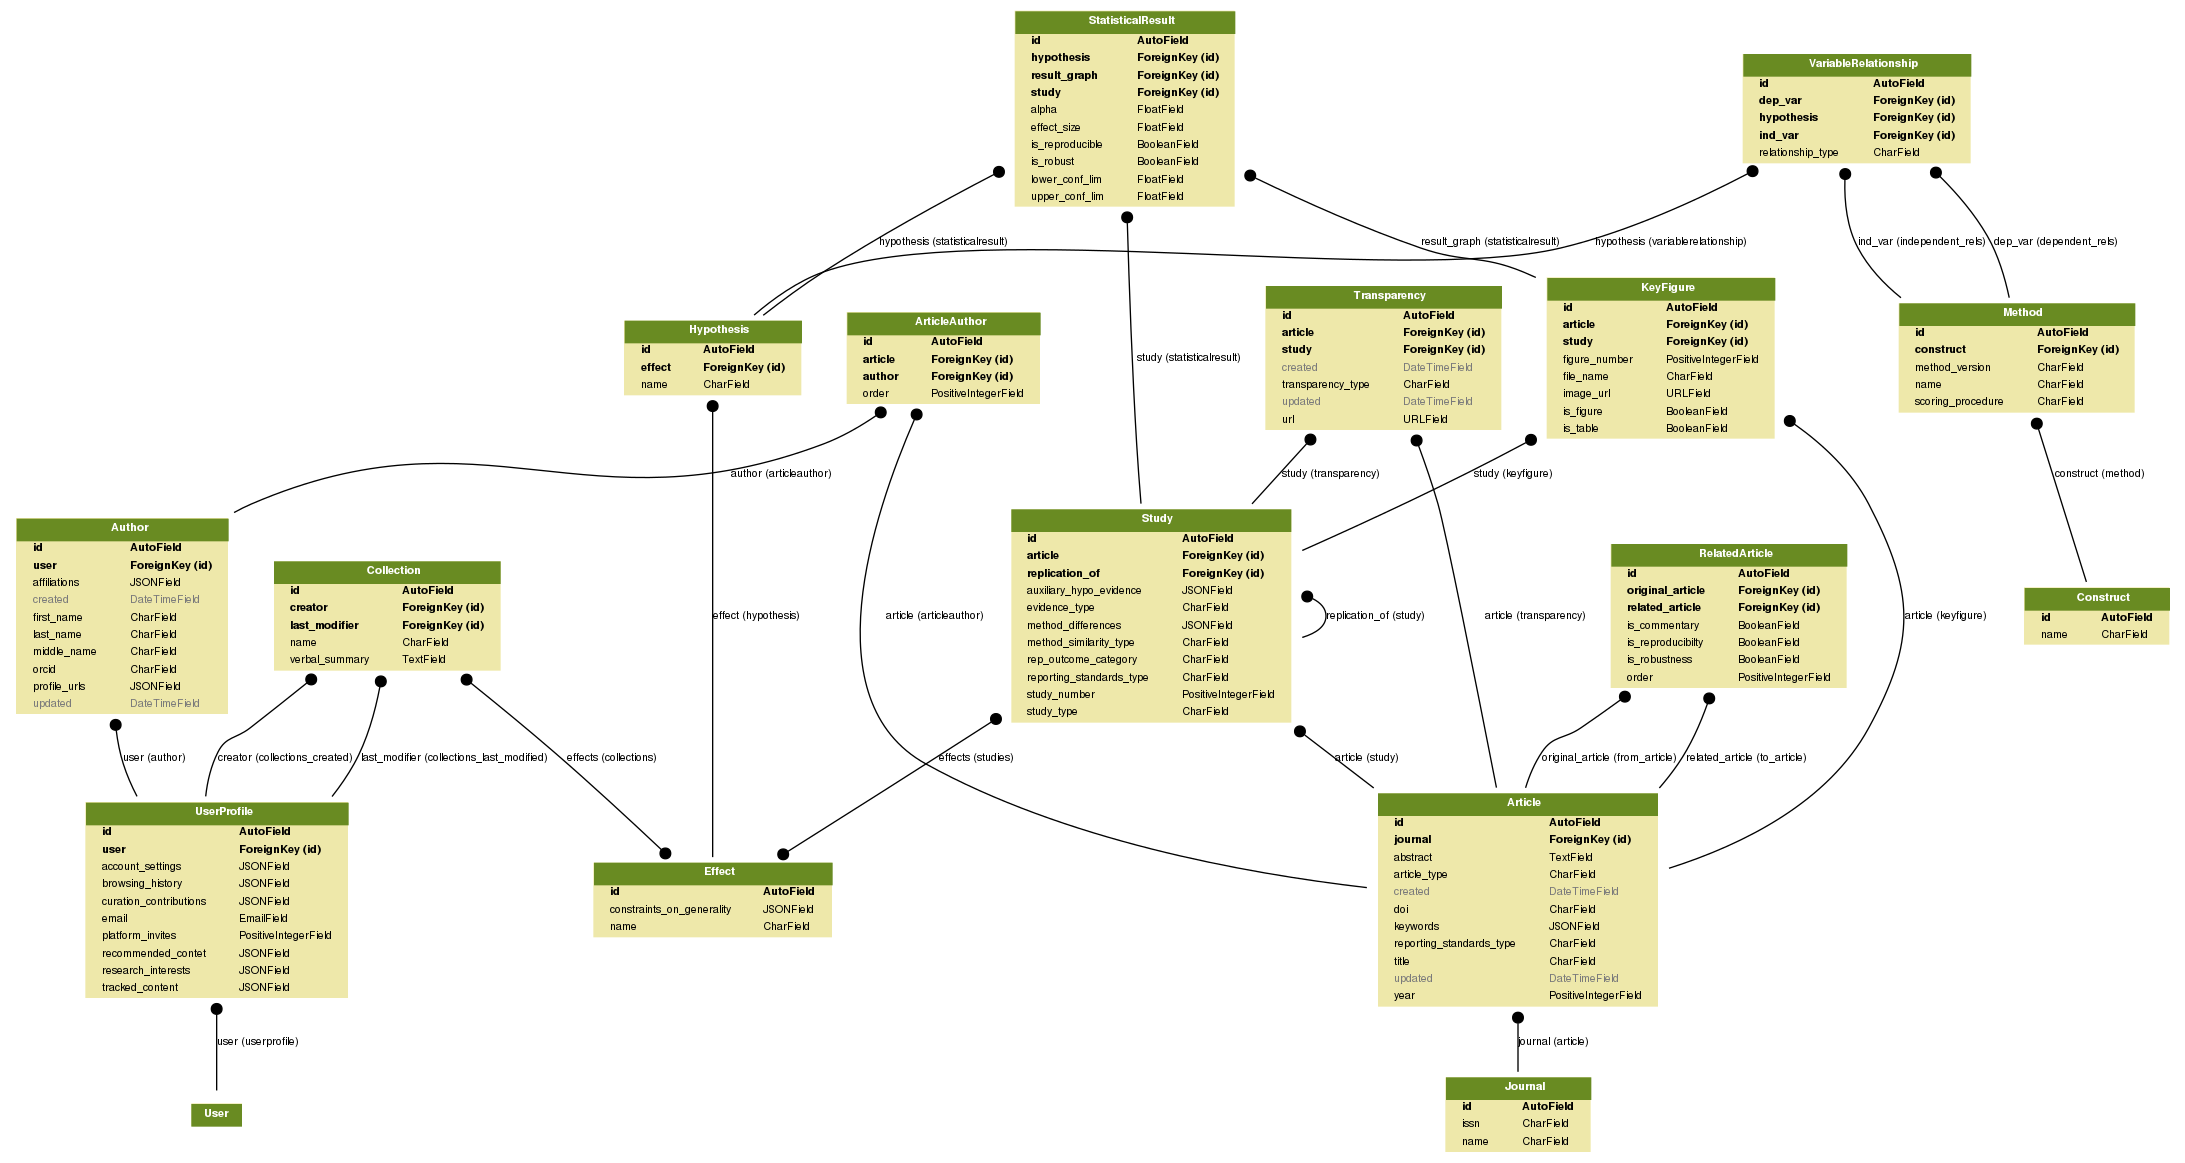 StatisticalResult
id AutoField
hypothesis ForeignKey (id)
result_graph ForeignKey (id)
study ForeignKey (id)
alpha FloatField
effect_size FloatField
is_reproducible BooleanField
is_robust BooleanField
lower_conf_lim FloatField
upper_conf_lim FloatField
VariableRelationship
id AutoField
dep_var ForeignKey (id)
hypothesis ForeignKey (id)
ind_var ForeignKey (id)
relationship_type CharField
hypothesis (statisticalresult)
result_graph (statisticalresult)
hypothesis (variablerelationship)
ind_var (independent_rels)
dep_var (dependent_rels)
Hypothesis
id AutoField
effect ForeignKey (id)
name CharField
ArticleAuthor
id AutoField
article ForeignKey (id)
author ForeignKey (id)
order PositiveIntegerField
study (statisticalresult)
Transparency
id AutoField
article ForeignKey (id)
study ForeignKey (id)
created DateTimeField
transparency_type CharField
updated DateTimeField
url URLField
KeyFigure
id AutoField
article ForeignKey (id)
study ForeignKey (id)
figure_number PositiveIntegerField
file_name CharField
image_url URLField
is_figure BooleanField
is_table BooleanField
Method
id AutoField
construct ForeignKey (id)
method_version CharField
name CharField
scoring_procedure CharField
author (articleauthor)
study (transparency)
study (keyfigure)
construct (method)
Author
id AutoField
user ForeignKey (id)
affiliations JSONField
created DateTimeField
first_name CharField
last_name CharField
middle_name CharField
orcid CharField
profile_urls JSONField
updated DateTimeField
Collection
id AutoField
creator ForeignKey (id)
last_modifier ForeignKey (id)
name CharField
verbal_summary TextField
effect (hypothesis)
article (articleauthor)
Study
id AutoField
article ForeignKey (id)
replication_of ForeignKey (id)
auxiliary_hypo_evidence JSONField
evidence_type CharField
method_differences JSONField
method_similarity_type CharField
rep_outcome_category CharField
reporting_standards_type CharField
study_number PositiveIntegerField
study_type CharField
replication_of (study)
article (transparency)
RelatedArticle
id AutoField
original_article ForeignKey (id)
related_article ForeignKey (id)
is_commentary BooleanField
is_reproducibilty BooleanField
is_robustness BooleanField
order PositiveIntegerField
article (keyfigure)
Construct
id AutoField
name CharField
user (author)
creator (collections_created)
last_modifier (collections_last_modified)
effects (collections)
effects (studies)
article (study)
original_article (from_article)
related_article (to_article)
UserProfile
id AutoField
user ForeignKey (id)
account_settings JSONField
browsing_history JSONField
curation_contributions JSONField
email EmailField
platform_invites PositiveIntegerField
recommended_contet JSONField
research_interests JSONField
tracked_content JSONField
Effect
id AutoField
constraints_on_generality JSONField
name CharField
Article
id AutoField
journal ForeignKey (id)
abstract TextField
article_type CharField
created DateTimeField
doi CharField
keywords JSONField
reporting_standards_type CharField
title CharField
updated DateTimeField
year PositiveIntegerField
user (userprofile)
journal (article)
User
Journal
id AutoField
issn CharField
name CharField